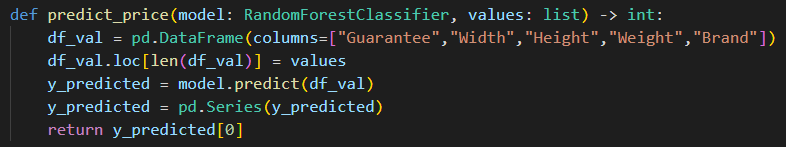 def predict_price(model: RandomForestClassifier, values: list) -> int:
    df_val = pd.DataFrame(columns=["Guarantee","Width","Height","Weight","Brand"])
    df_val.loc[len(df_val)] = values
    y_predicted = model.predict(df_val)
    y_predicted = pd.Series(y_predicted)
    return y_predicted[0]